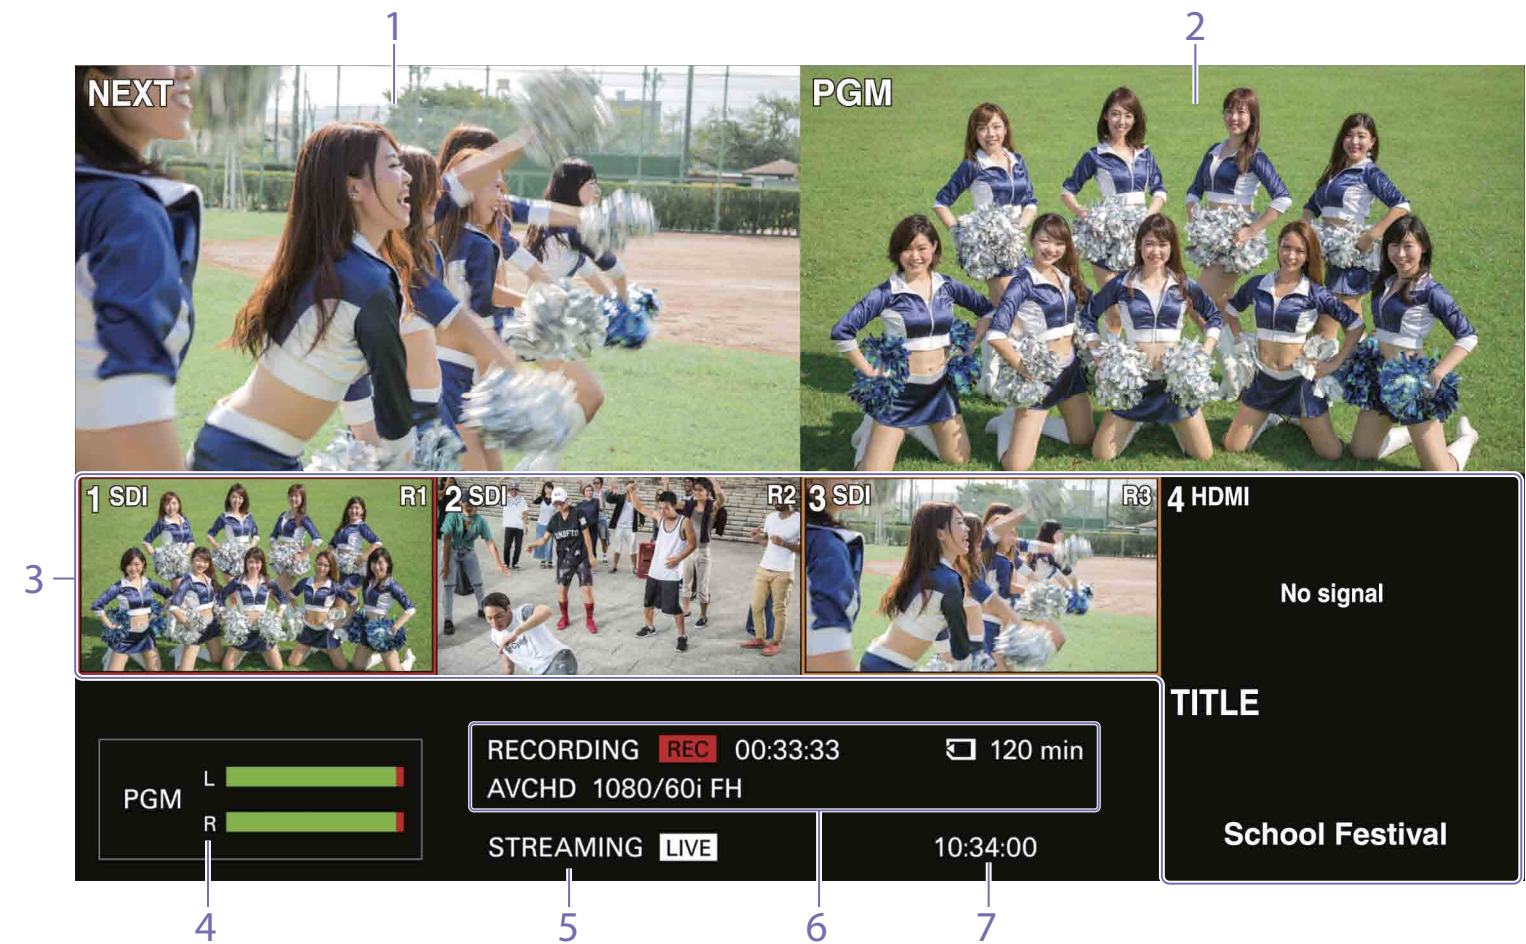 1
2
NEXT
PGM
1 SDI
R1
2 SDI
R2
3 SDI
R3
4 HDMI
3
No signal
TITLE
School Festival
PGM
L
R
RECORDING REC 00:33:33 120 min
AVCHD 1080/60i FH
STREAMING LIVE
10:34:00
4
5
6
7